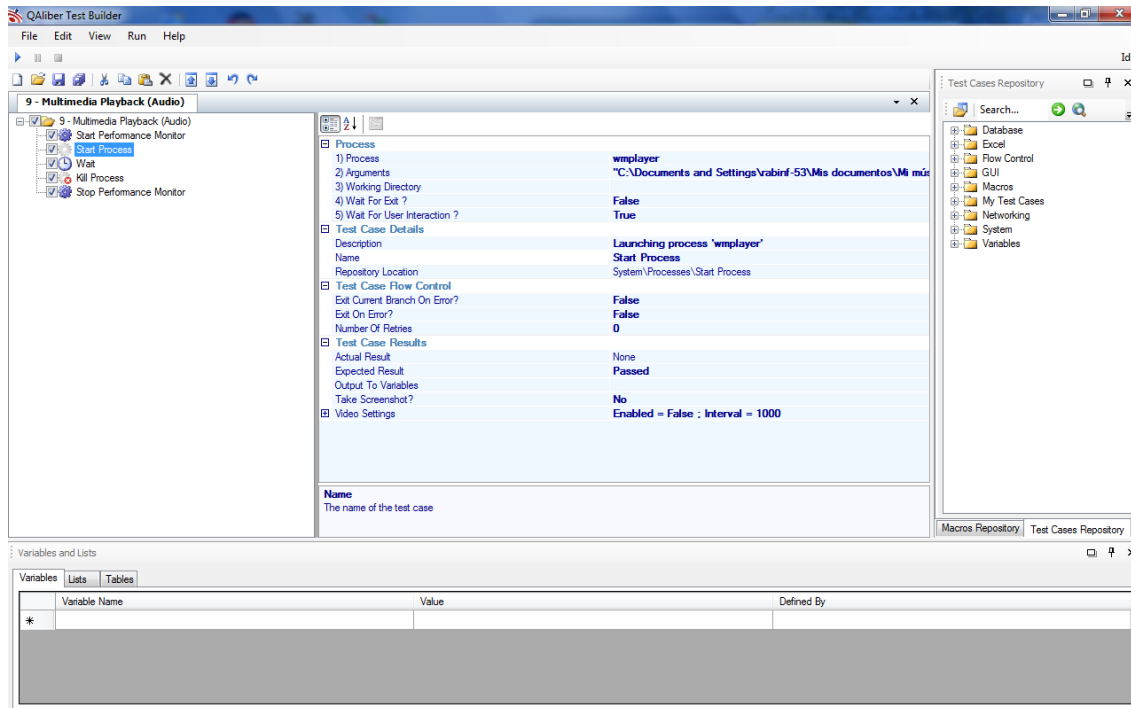 QAliber Test Builder
File Edit View Run Help
Id
9 - Multimedia Playback (Audio)
9 - Multimedia Playback (Audio)
Start Performance Monitor
Start Process
Wait
Kill Process
Stop Performance Monitor
Process
1) Process wmplayer
2) Arguments "C:\Documents and Settings\rabinf-53\Mis documentos\Mi mús
3) Working Directory
4) Wait For Exit ? False
5) Wait For User Interaction ? True
Test Case Details
Description Launching process 'wmplayer'
Name Start Process
Repository Location System\Processes\Start Process
Test Case Flow Control
Exit Current Branch On Error? False
Exit On Error? False
Number Of Retries 0
Test Case Results
Actual Result None
Expected Result Passed
Output To Variables
Take Screenshot? No
Video Settings Enabled = False ; Interval = 1000
Name
The name of the test case
Test Cases Repository
Search...
Database
Excel
Flow Control
GUI
Macros
My Test Cases
Networking
System
Variables
Macros Repository Test Cases Repository
Variables and Lists
Variables Lists Tables
Variable Name Value Defined By